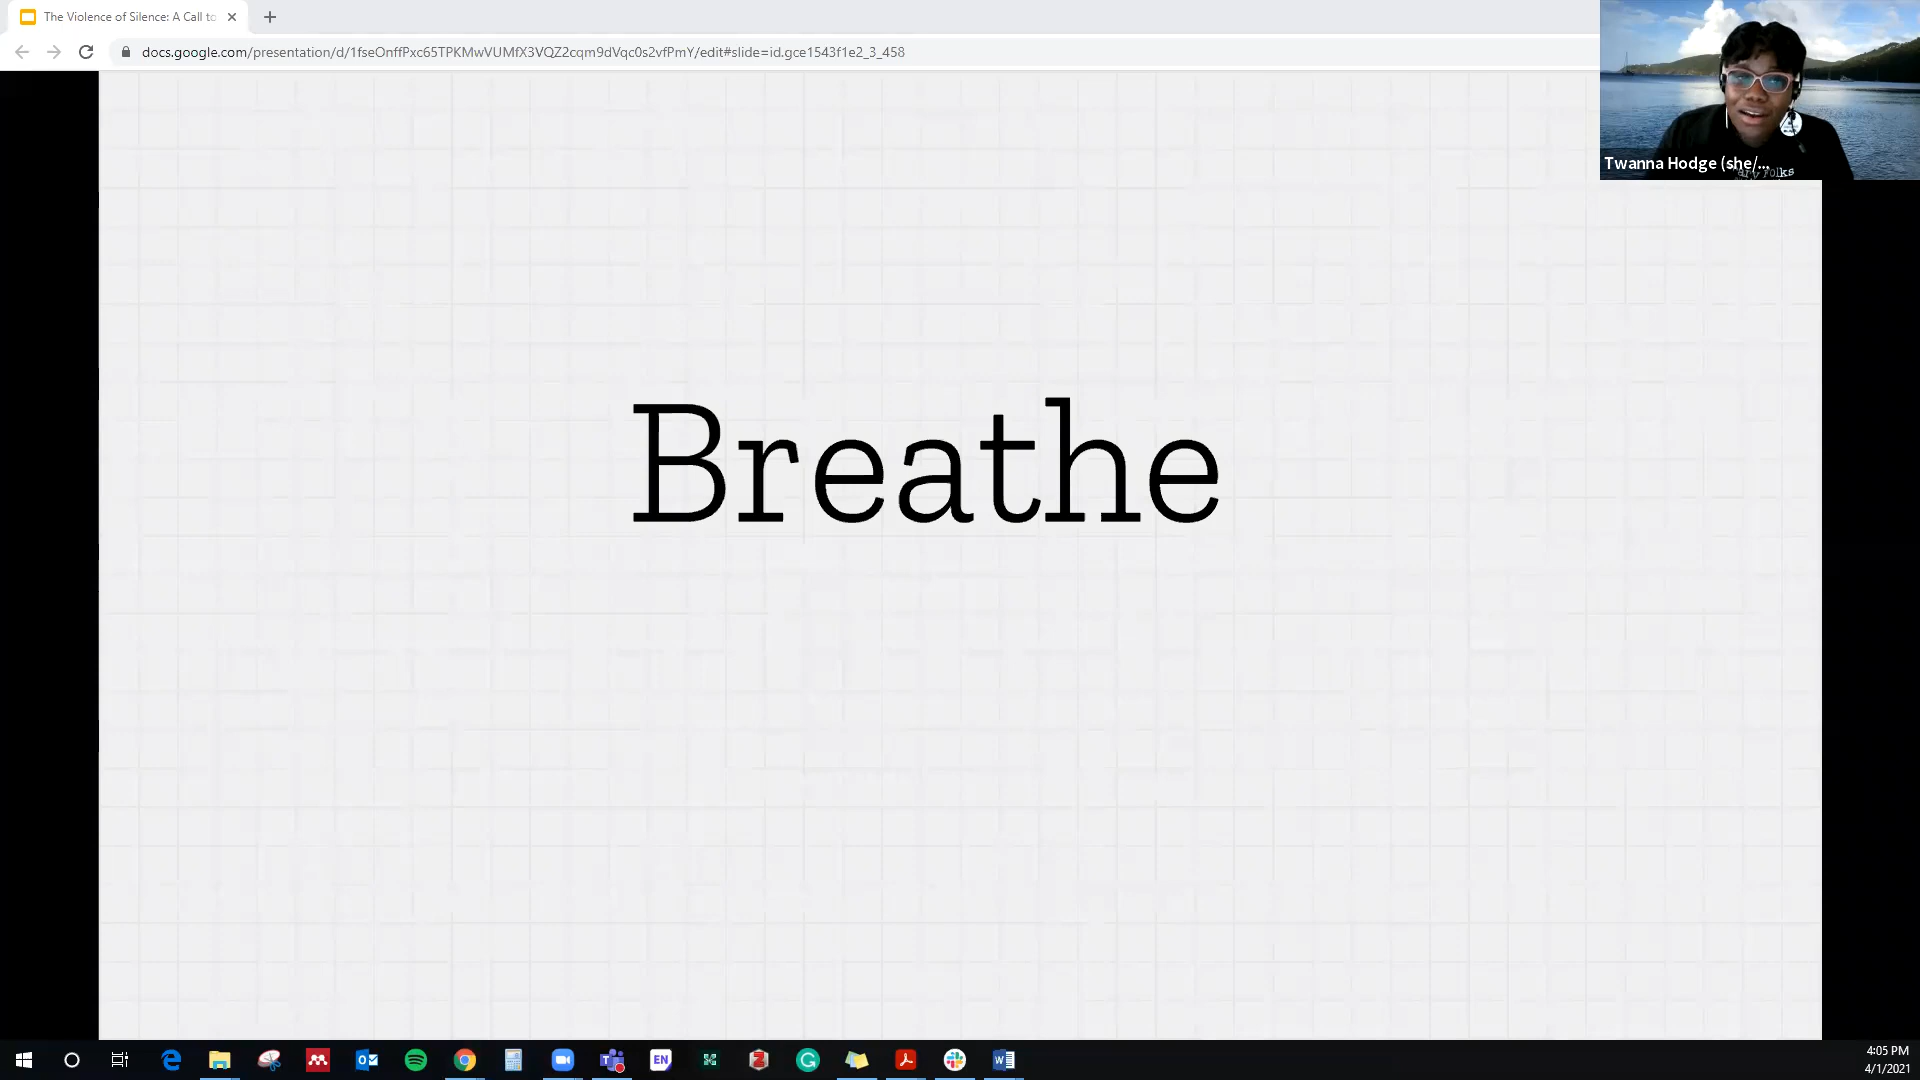 The Violence of Silence: A Call to
docs.google.com/presentation/d/1fseOnffPxc65TPKMwVUMfX3VQZ2cqm9dVqc0s2vfPmY/edit#slide=id.gce1543f1e2_3_458
Twanna Hodge (she/...
Breathe
EN
4:05 PM
4/1/2021